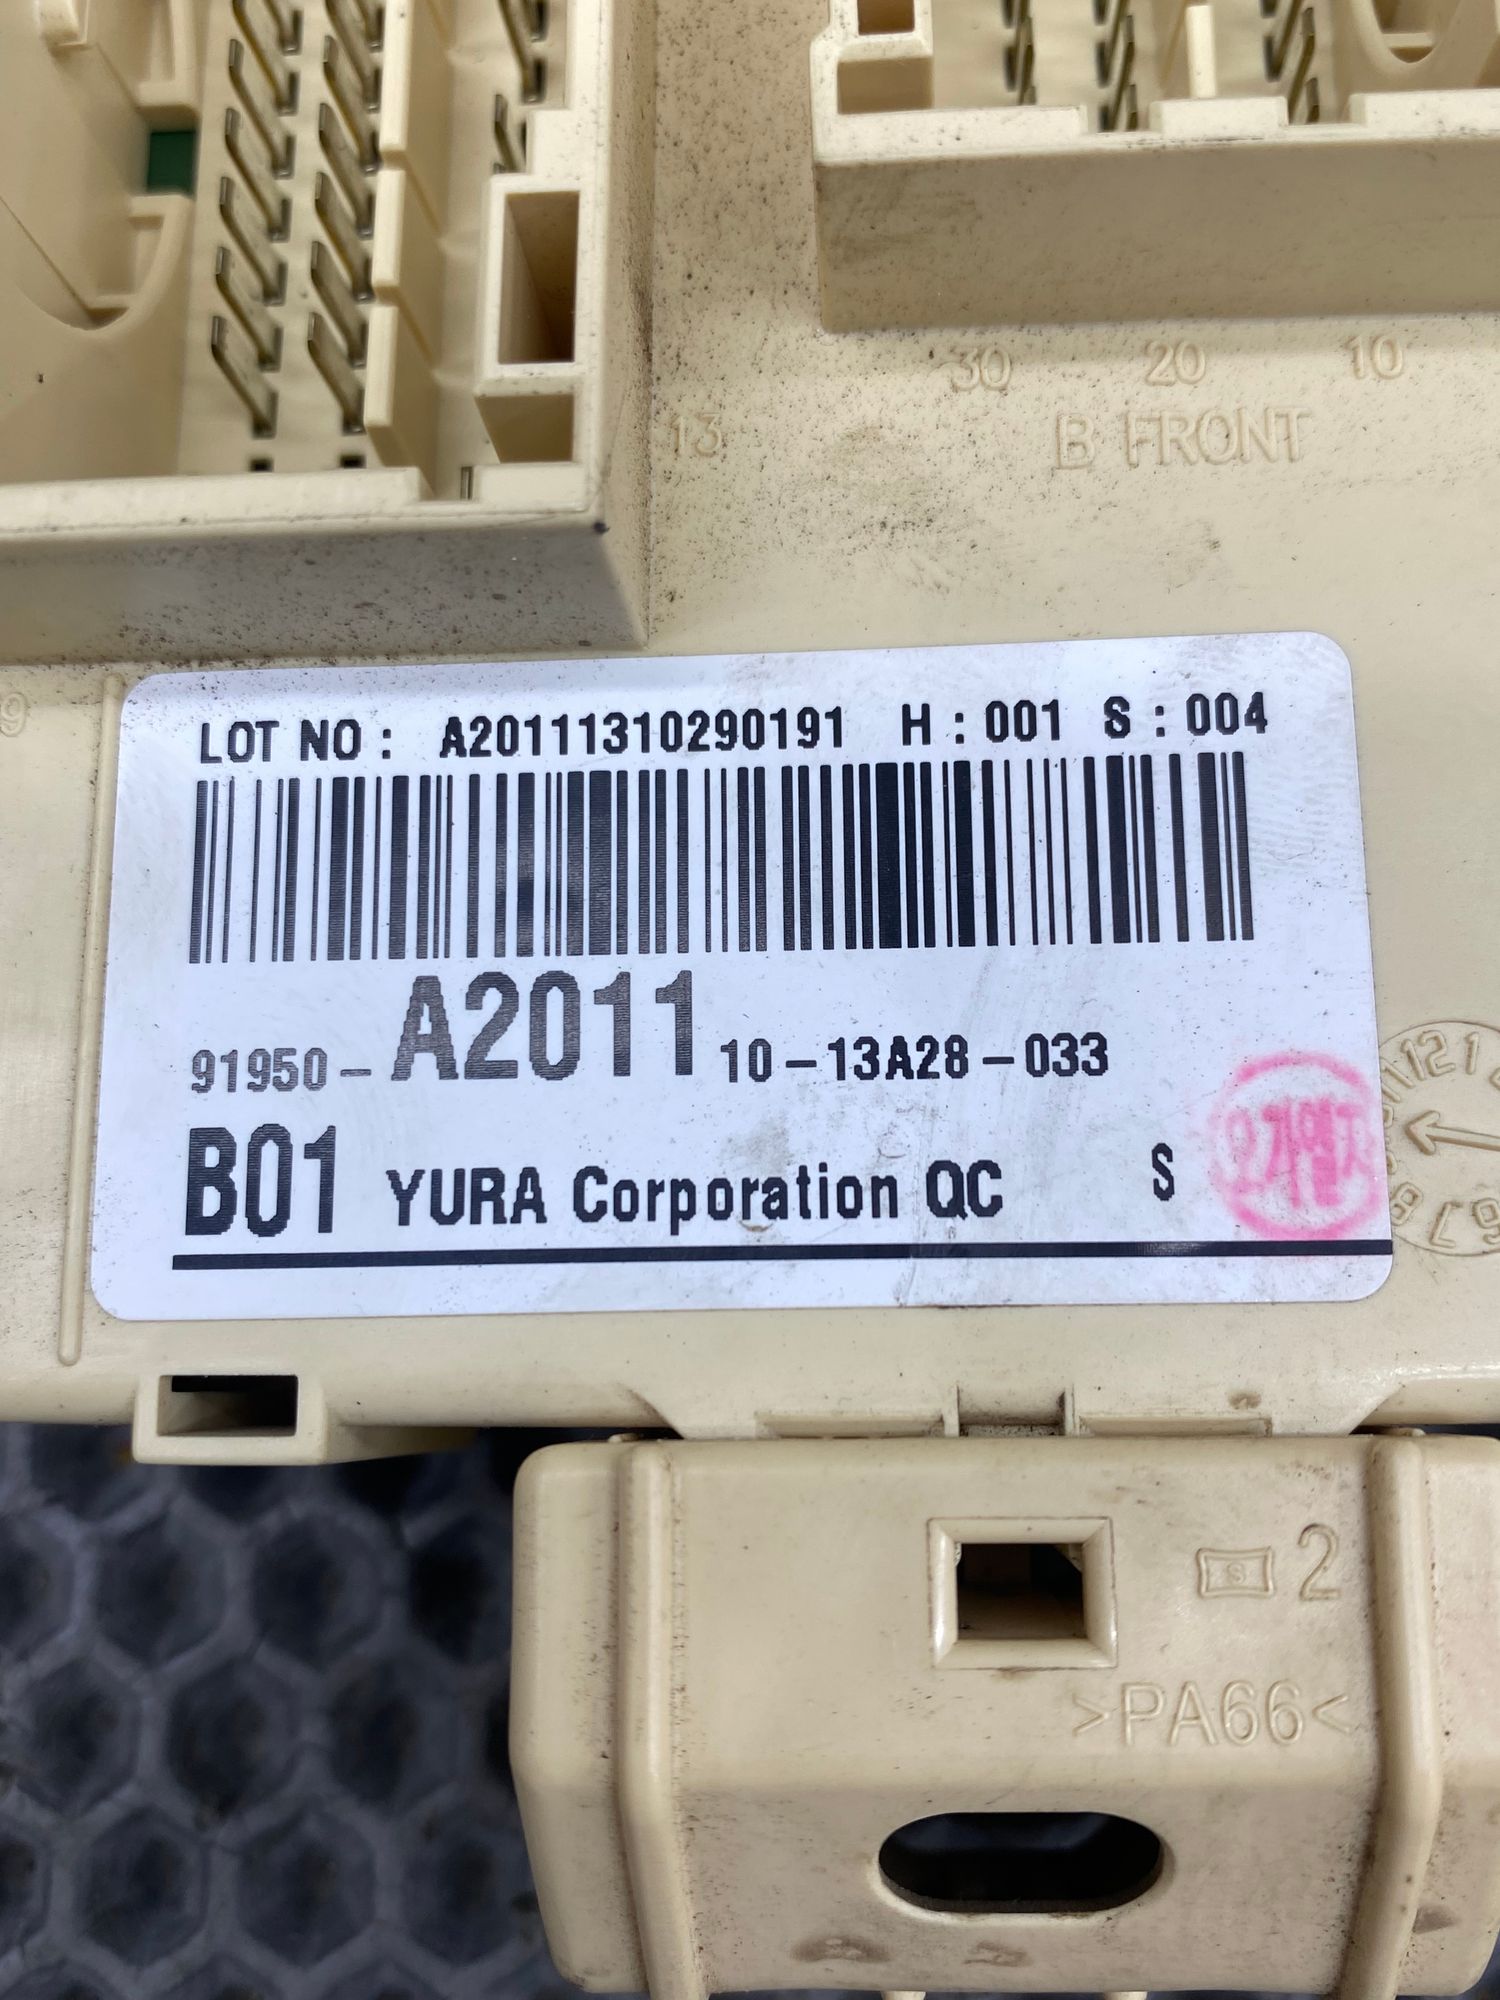 30 20 10
13 B FRONT
9
LOT NO : A20111310290191 H : 001 S : 004
91950-A2011 10-13A28-033
B01 YURA Corporation QC S
S 2
>PA66<